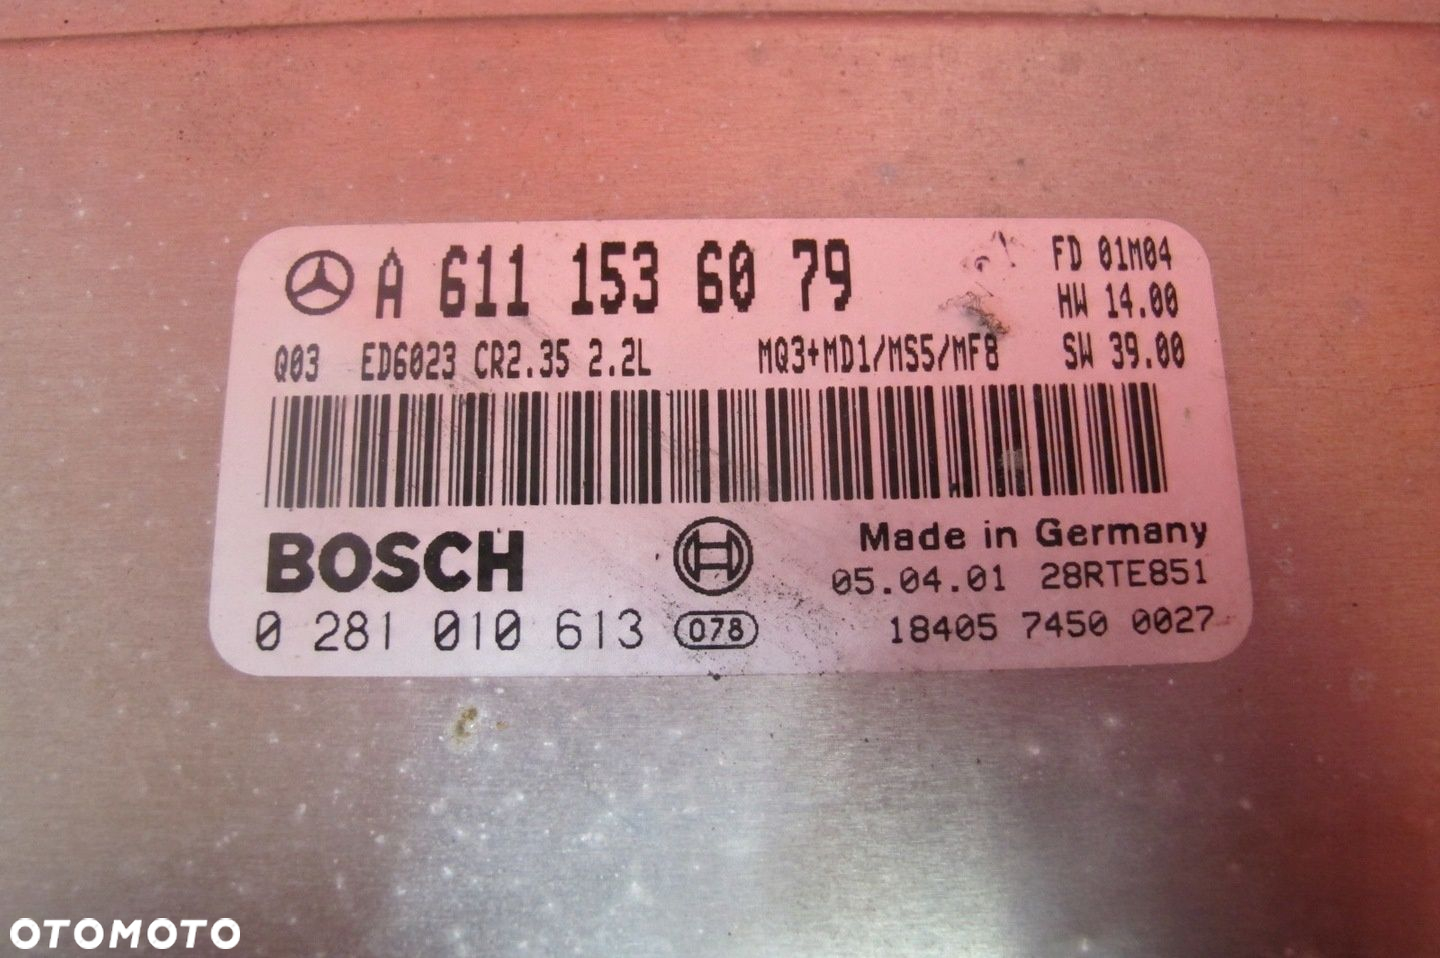 A 611 153 60 79
FD 01M04
HW 14.00
Q03 ED6023 CR2.35 2.2L MQ3+MD1/MS5/MF8 SW 39.00
BOSCH
Made in Germany
05.04.01 28RTE851
0 281 010 613 078 18405 7450 0027
OTOMOTO